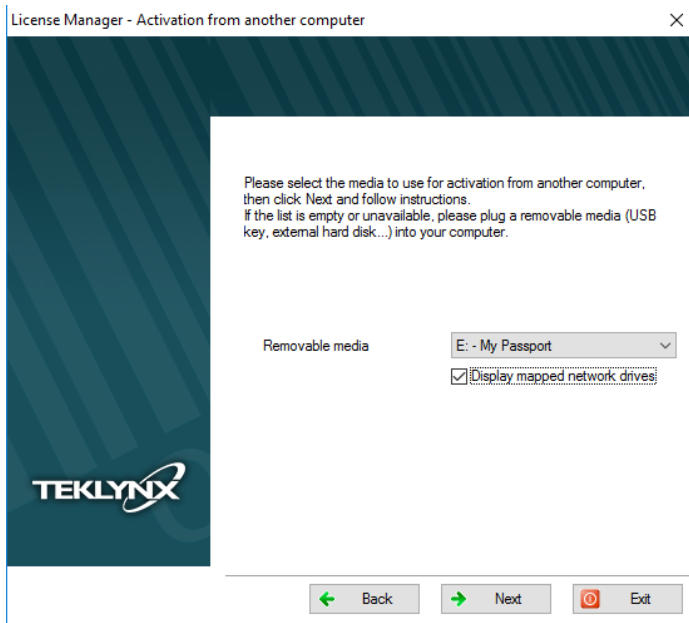 License Manager - Activation from another computer
Please select the media to use for activation from another computer,
then click Next and follow instructions.
If the list is empty or unavailable, please plug a removable media (USB
key, external hard disk...) into your computer.
Removable media
E: - My Passport
Display mapped network drives
TEKLYNX
Back
Next
Exit